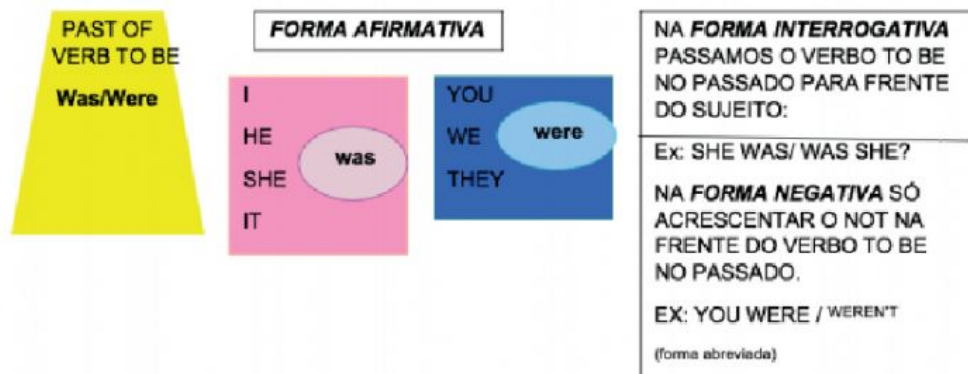 PAST OF
VERB TO BE
Was/Were
FORMA AFIRMATIVA
I
HE
SHE
IT
was
YOU
WE
THEY
were
NA FORMA INTERROGATIVA
PASSAMOS O VERBO TO BE
NO PASSADO PARA FRENTE
DO SUJEITO:
Ex: SHE WAS/ WAS SHE?
NA FORMA NEGATIVA SÓ
ACRESCENTAR O NOT NA
FRENTE DO VERBO TO BE
NO PASSADO.
EX: YOU WERE / WEREN'T
(forma abreviada)